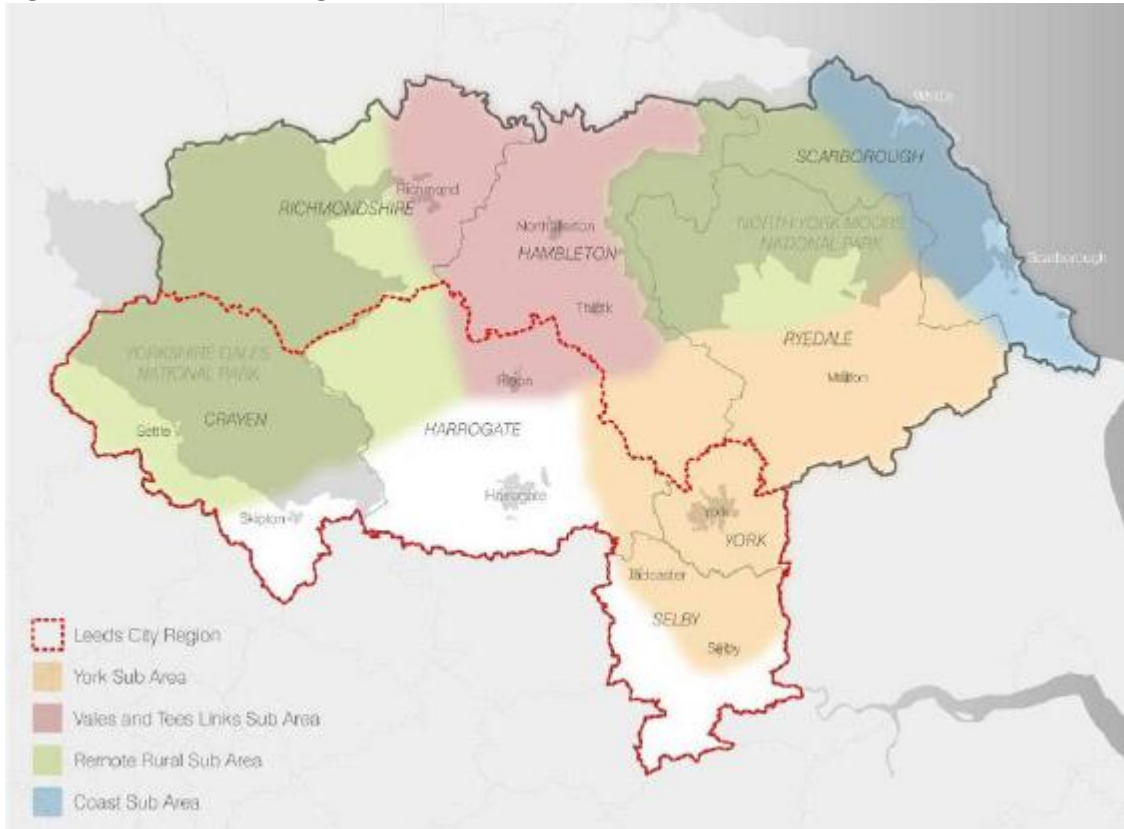 Whitby
SCARBOROUGH
Richmond
RICHMONDSHIRE
Northallerton
NORTH YORK MOORS
NATIONAL PARK
HAMBLETON
Scarborough
Thirsk
RYEDALE
YORKSHIRE DALES
NATIONAL PARK
Ripon
Malton
CRAVEN
Settle
HARROGATE
Harrogate
Skipton
York
YORK
Tadcaster
SELBY
Selby
Leeds City Region
York Sub Area
Vales and Tees Links Sub Area
Remote Rural Sub Area
Coast Sub Area